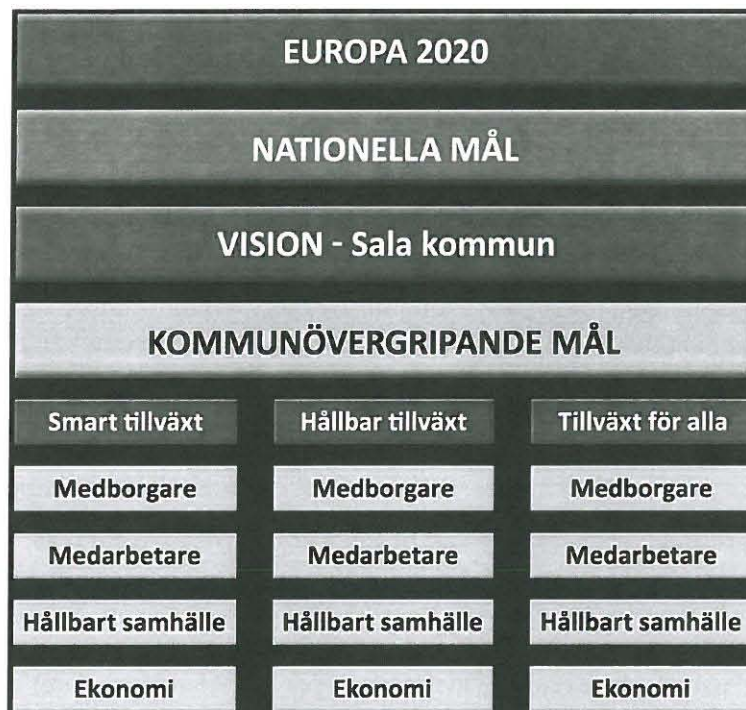 EUROPA 2020
NATIONELLA MÅL
VISION - Sala kommun
KOMMUNÖVERGRIPANDE MÅL
Smart tillväxt Hållbar tillväxt Tillväxt för alla
Medborgare Medborgare Medborgare
Medarbetare Medarbetare Medarbetare
Hållbart samhälle Hållbart samhälle Hållbart samhälle
Ekonomi Ekonomi Ekonomi